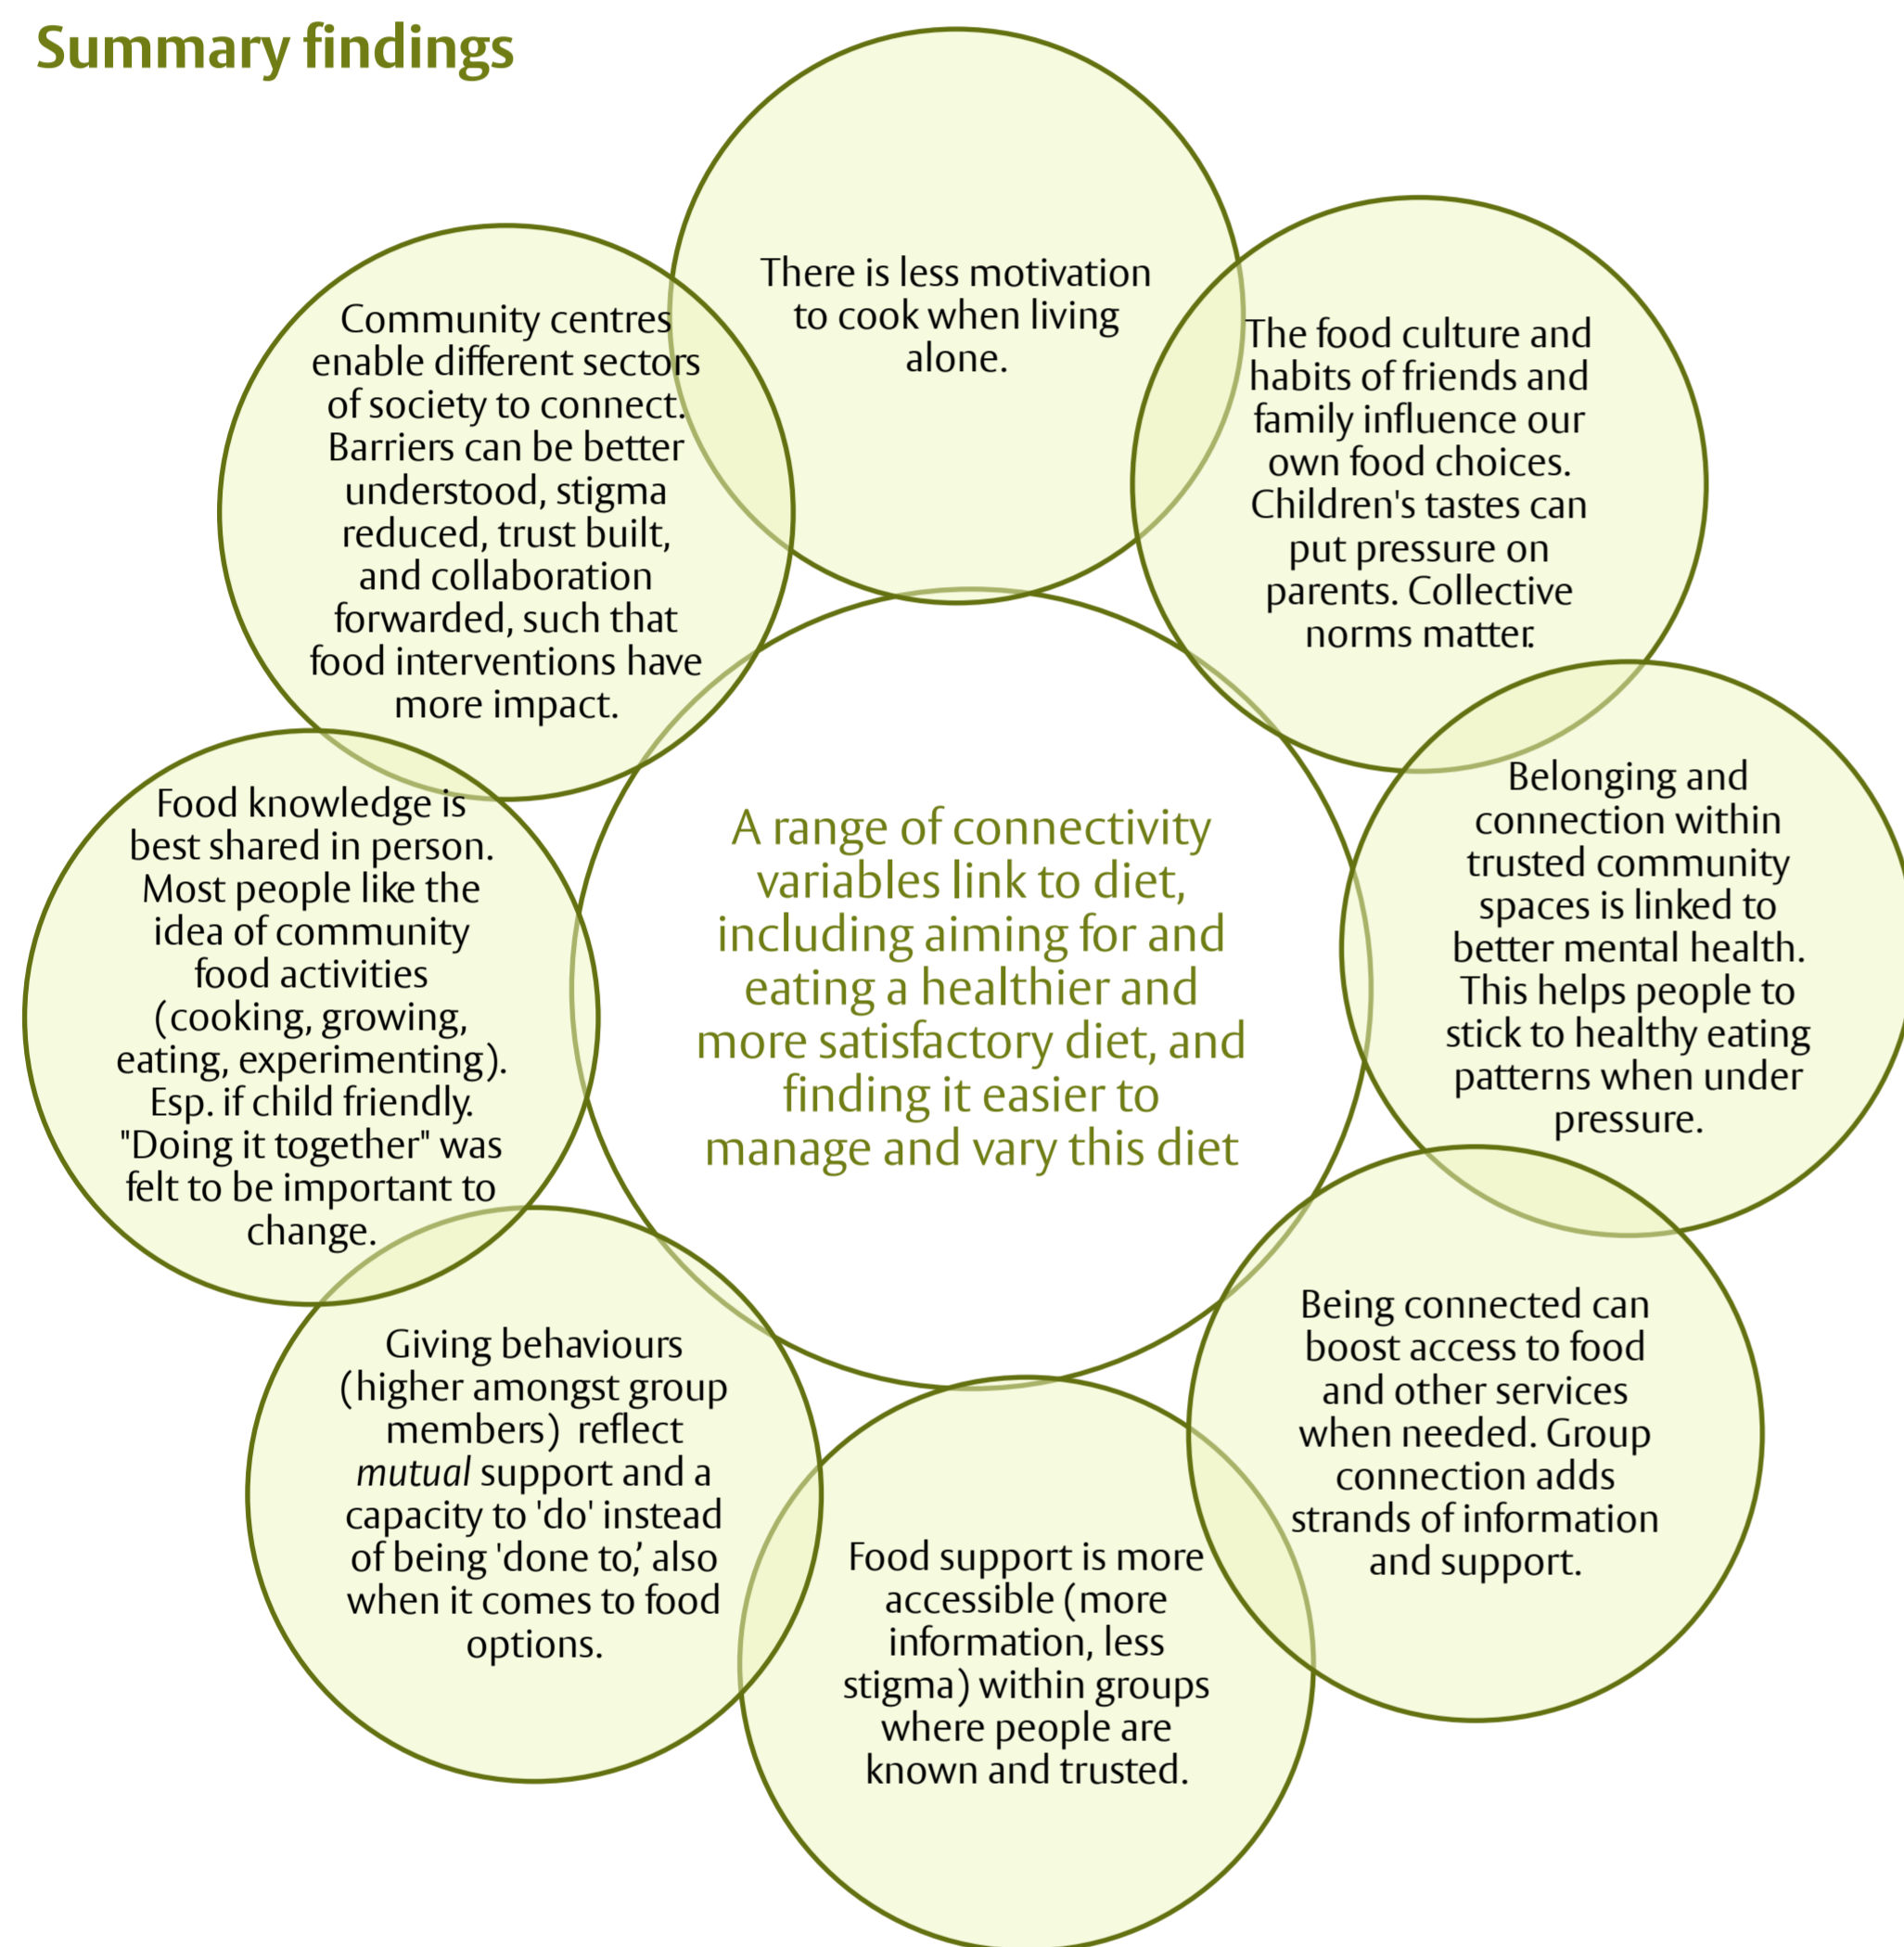 Summary findings
There is less motivation
to cook when living
alone.
The food culture and
habits of friends and
family influence our
own food choices.
Children's tastes can
put pressure on
parents. Collective
norms matter.
Belonging and
connection within
trusted community
spaces is linked to
better mental health.
This helps people to
stick to healthy eating
patterns when under
pressure.
Being connected can
boost access to food
and other services
when needed. Group
connection adds
strands of information
and support.
Food support is more
accessible (more
information, less
stigma) within groups
where people are
known and trusted.
Giving behaviours
(higher amongst group
members)  reflect
mutual support and a
capacity to 'do' instead
of being 'done to,' also
when it comes to food
options.
Food knowledge is
best shared in person.
Most people like the
idea of community
food activities
(cooking, growing,
eating, experimenting).
Esp. if child friendly.
"Doing it together" was
felt to be important to
change.
Community centres
enable different sectors
of society to connect.
Barriers can be better
understood, stigma
reduced, trust built,
and collaboration
forwarded, such that
food interventions have
more impact.
A range of connectivity
variables link to diet,
including aiming for and
eating a healthier and
more satisfactory diet, and
finding it easier to
manage and vary this diet